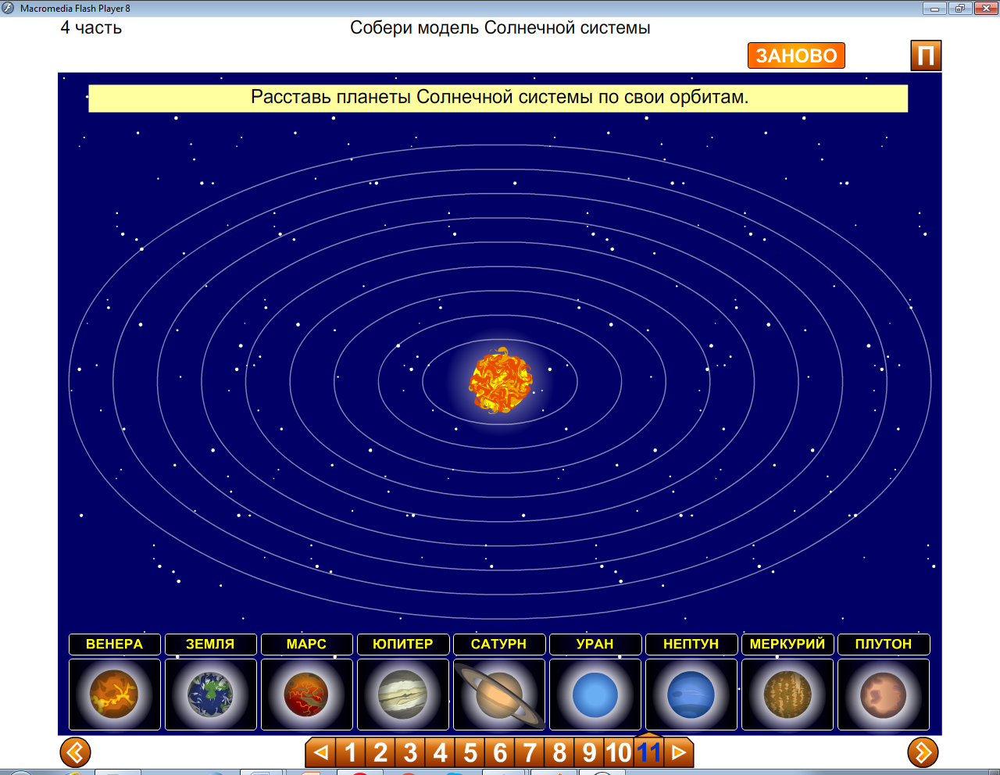 Macromedia Flash Player 8
4 часть
Собери модель Солнечной системы
ЗАНОВО
П
Расставь планеты Солнечной системы по свои орбитам.
ВЕНЕРА ЗЕМЛЯ МАРС ЮПИТЕР САТУРН УРАН НЕПТУН МЕРКУРИЙ ПЛУТОН
1 2 3 4 5 6 7 8 9 10 11